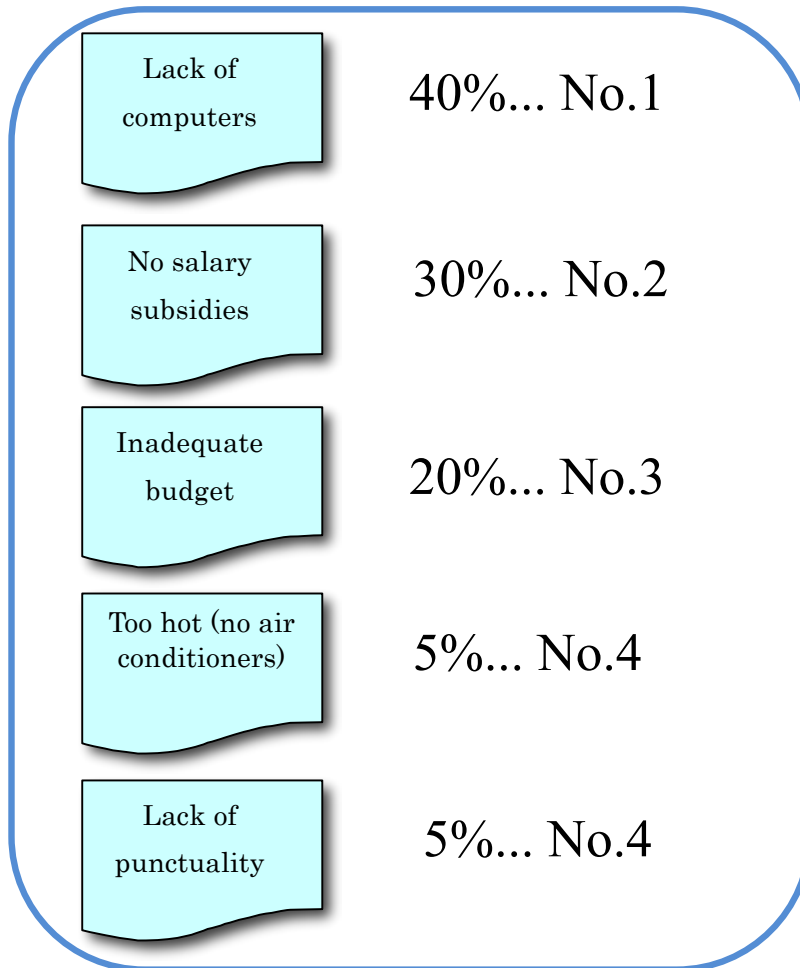 Lack of
computers
40%... No.1
No salary
subsidies
30%... No.2
Inadequate
budget
20%... No.3
Too hot (no air
conditioners)
5%... No.4
Lack of
punctuality
5%... No.4